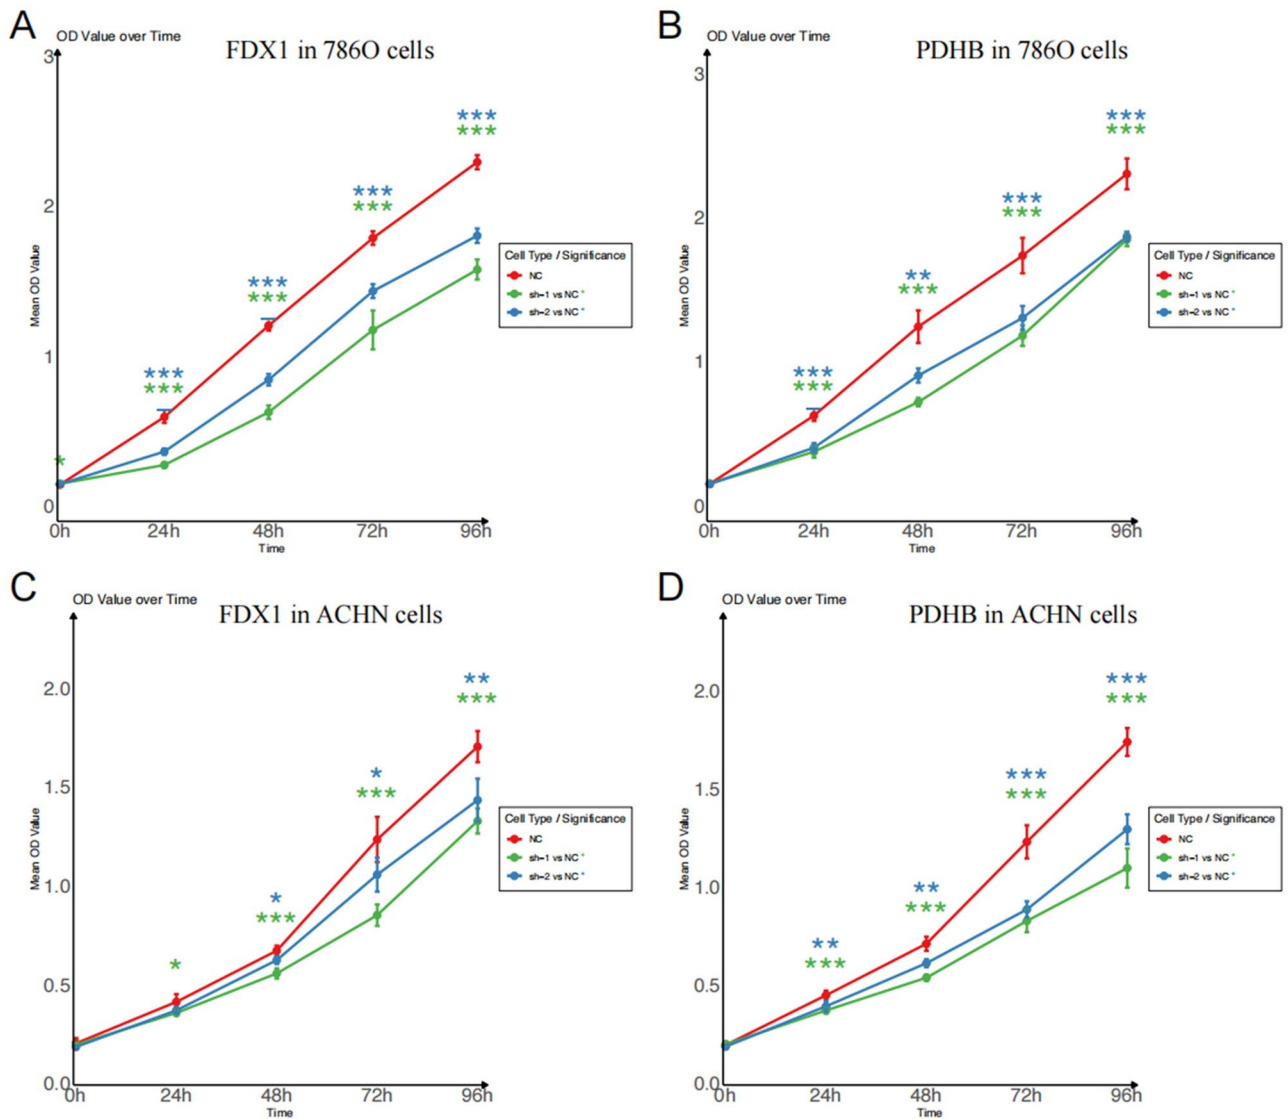 A
OD Value over Time
FDX1 in 786O cells
3
2
1
0
Mean OD Value
*
***
***
***
***
***
***
***
***
0h 24h 48h 72h 96h
Time
Cell Type / Significance
NC
sh-1 vs NC *
sh-2 vs NC *
B
OD Value over Time
PDHB in 786O cells
3
2
1
0
Mean OD Value
***
***
**
***
***
***
***
***
0h 24h 48h 72h 96h
Time
Cell Type / Significance
NC
sh-1 vs NC *
sh-2 vs NC *
C
OD Value over Time
FDX1 in ACHN cells
2.0
1.5
1.0
0.5
0.0
Mean OD Value
*
*
***
*
***
**
***
0h 24h 48h 72h 96h
Time
Cell Type / Significance
NC
sh-1 vs NC *
sh-2 vs NC *
D
OD Value over Time
PDHB in ACHN cells
2.0
1.5
1.0
0.5
0.0
Mean OD Value
**
***
**
***
***
***
***
***
0h 24h 48h 72h 96h
Time
Cell Type / Significance
NC
sh-1 vs NC *
sh-2 vs NC *